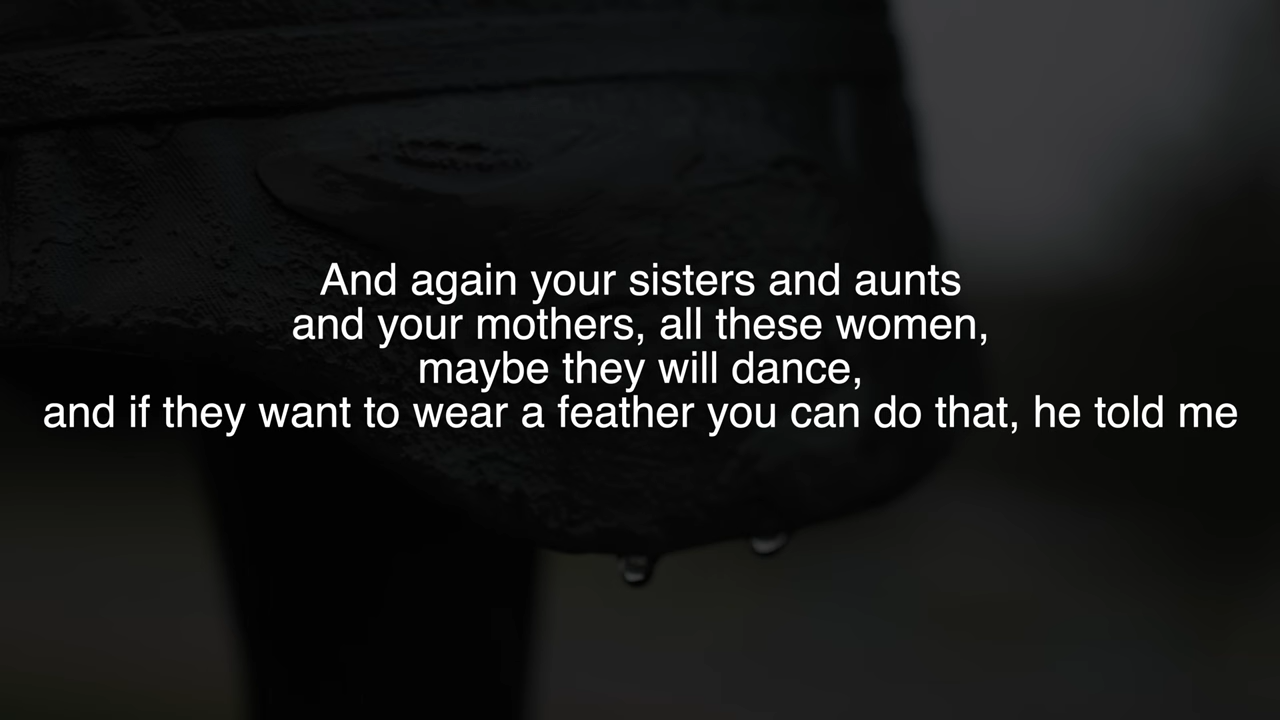 And again your sisters and aunts
and your mothers, all these women,
maybe they will dance,
and if they want to wear a feather you can do that, he told me